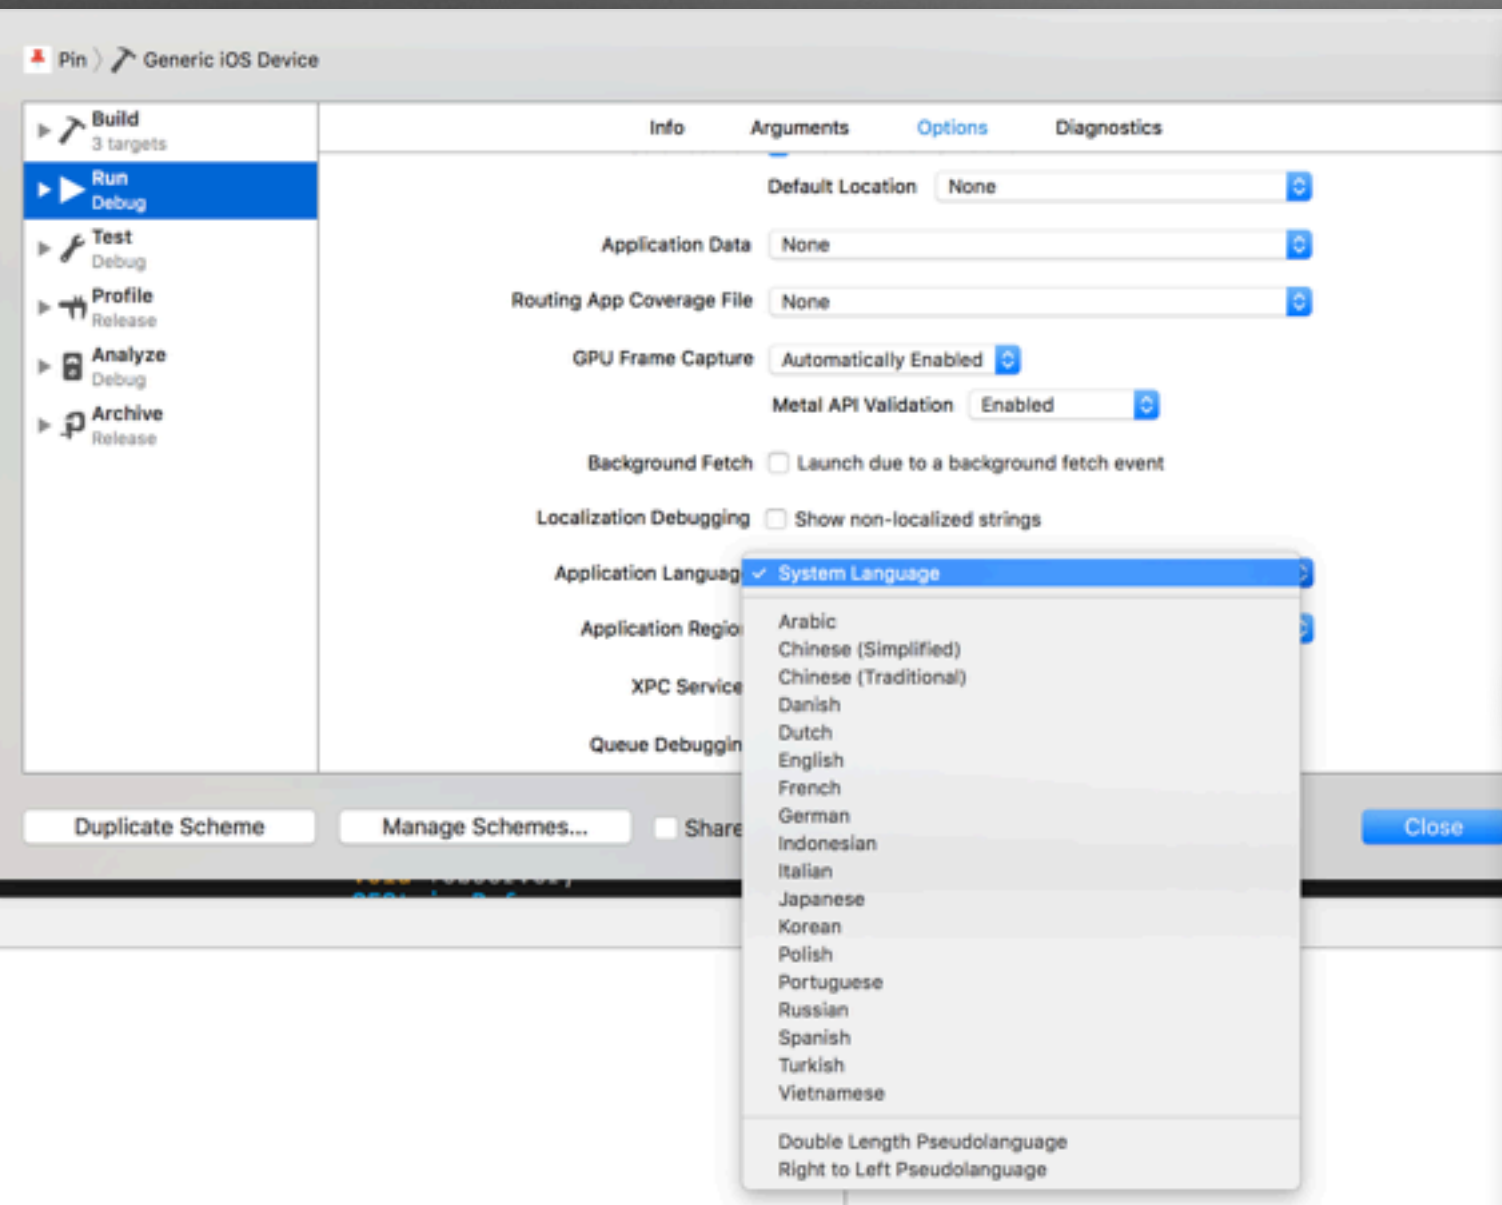 Pin 〉 Generic iOS Device
Build
3 targets
Run
Debug
Test
Debug
Profile
Release
Analyze
Debug
Archive
Release
Info Arguments Options Diagnostics
Default Location None
Application Data None
Routing App Coverage File None
GPU Frame Capture Automatically Enabled
Metal API Validation Enabled
Background Fetch Launch due to a background fetch event
Localization Debugging Show non-localized strings
Application Languag ✓ System Language
Application Regio
XPC Service
Queue Debuggin
Arabic
Chinese (Simplified)
Chinese (Traditional)
Danish
Dutch
English
French
German
Indonesian
Italian
Japanese
Korean
Polish
Portuguese
Russian
Spanish
Turkish
Vietnamese
Double Length Pseudolanguage
Right to Left Pseudolanguage
Duplicate Scheme Manage Schemes... Share
Close